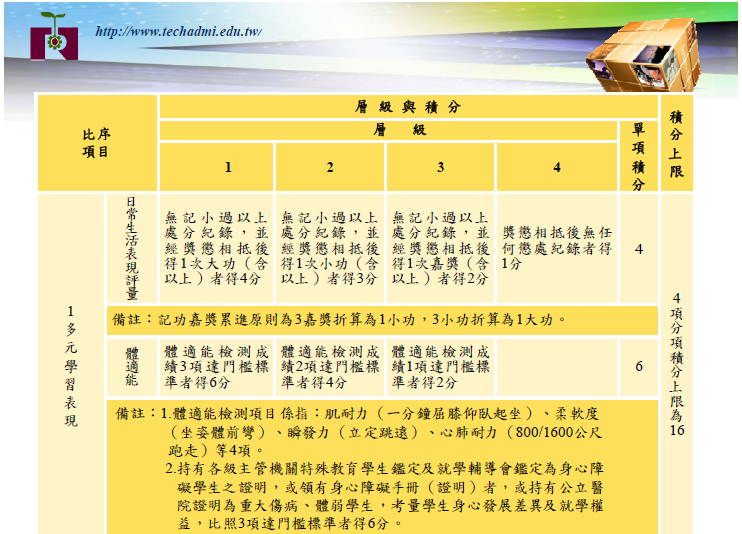 http://www.techadmi.edu.tw/
比序
項目
層級與積分
積分上限
層級
單項積分
1
2
3
4
1多元學習表現
日常生活表現評量
無記小過以上
處分紀錄，並
經獎懲相抵後
得1次大功（含
以上）者得4分
無記小過以上
處分紀錄，並
經獎懲相抵後
得1次小功（含
以上）者得3分
無記小過以上
處分紀錄，並
經獎懲相抵後
得1次嘉獎（含
以上）者得2分
獎懲相抵後無任
何懲處紀錄者得
1分
4
4項分項積分上限為16
備註：記功嘉獎累進原則為3嘉獎折算為1小功，3小功折算為1大功。
體適能
體適能檢測成
績3項達門檻標
準者得6分
體適能檢測成
績2項達門檻標
準者得4分
體適能檢測成
績1項達門檻標
準者得2分
6
備註：1.體適能檢測項目係指：肌耐力（一分鐘屈膝仰臥起坐）、柔軟度
（坐姿體前彎）、瞬發力（立定跳遠）、心肺耐力（800/1600公尺
跑走）等4項。
2.持有各級主管機關特殊教育學生鑑定及就學輔導會鑑定為身心障
礙學生之證明，或領有身心障礙手冊（證明）者，或持有公立醫
院證明為重大傷病、體弱學生，考量學生身心發展差異及就學權
益，比照3項達門檻標準者得6分。